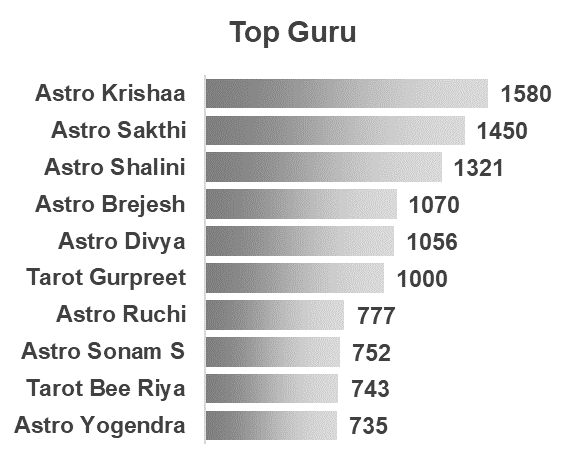 Top Guru
Astro Krishaa 1580
Astro Sakthi 1450
Astro Shalini 1321
Astro Brejesh 1070
Astro Divya 1056
Tarot Gurpreet 1000
Astro Ruchi 777
Astro Sonam S 752
Tarot Bee Riya 743
Astro Yogendra 735